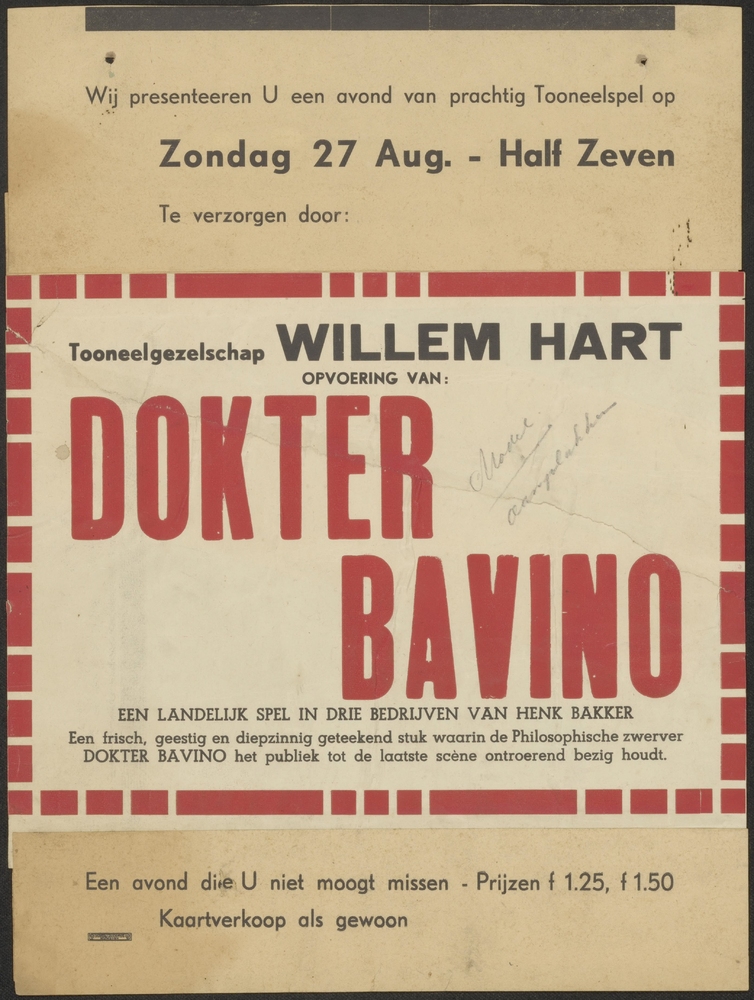 Wij presenteeren U een avond van prachtig Tooneelspel op
Zondag 27 Aug. - Half Zeven
Te verzorgen door:
Tooneelgezelschap WILLEM HART
OPVOERING VAN:
DOKTER
Model
aanplakken
BAVINO
EEN LANDELIJK SPEL IN DRIE BEDRIJVEN VAN HENK BAKKER
Een frisch, geestig en diepzinnig geteekend stuk waarin de Philosophische zwerver
DOKTER BAVINO het publiek tot de laatste scène ontroerend bezig houdt.
Een avond die U niet moogt missen - Prijzen f 1.25, f 1.50
Kaartverkoop als gewoon